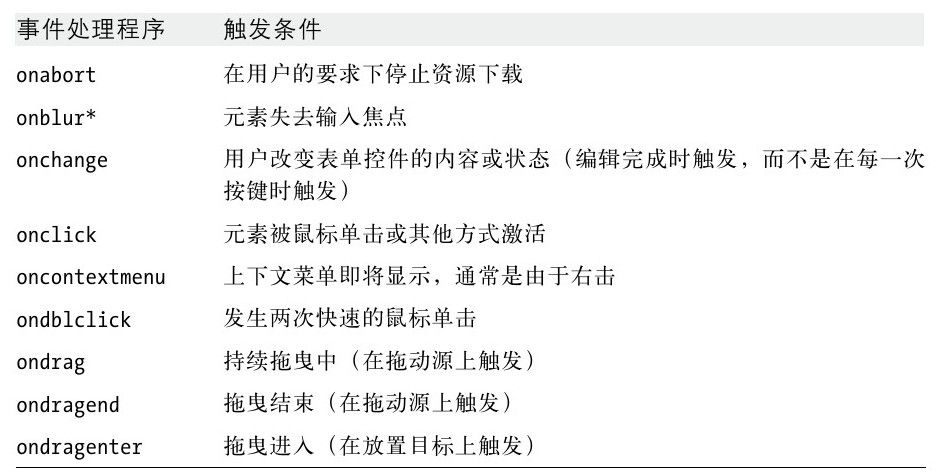 事件处理程序 触发条件
onabort 在用户的要求下停止资源下载
onblur* 元素失去输入焦点
onchange 用户改变表单控件的内容或状态（编辑完成时触发，而不是在每一次
按键时触发）
onclick 元素被鼠标单击或其他方式激活
oncontextmenu 上下文菜单即将显示，通常是由于右击
ondblclick 发生两次快速的鼠标单击
ondrag 持续拖曳中（在拖动源上触发）
ondragend 拖曳结束（在拖动源上触发）
ondragenter 拖曳进入（在放置目标上触发）